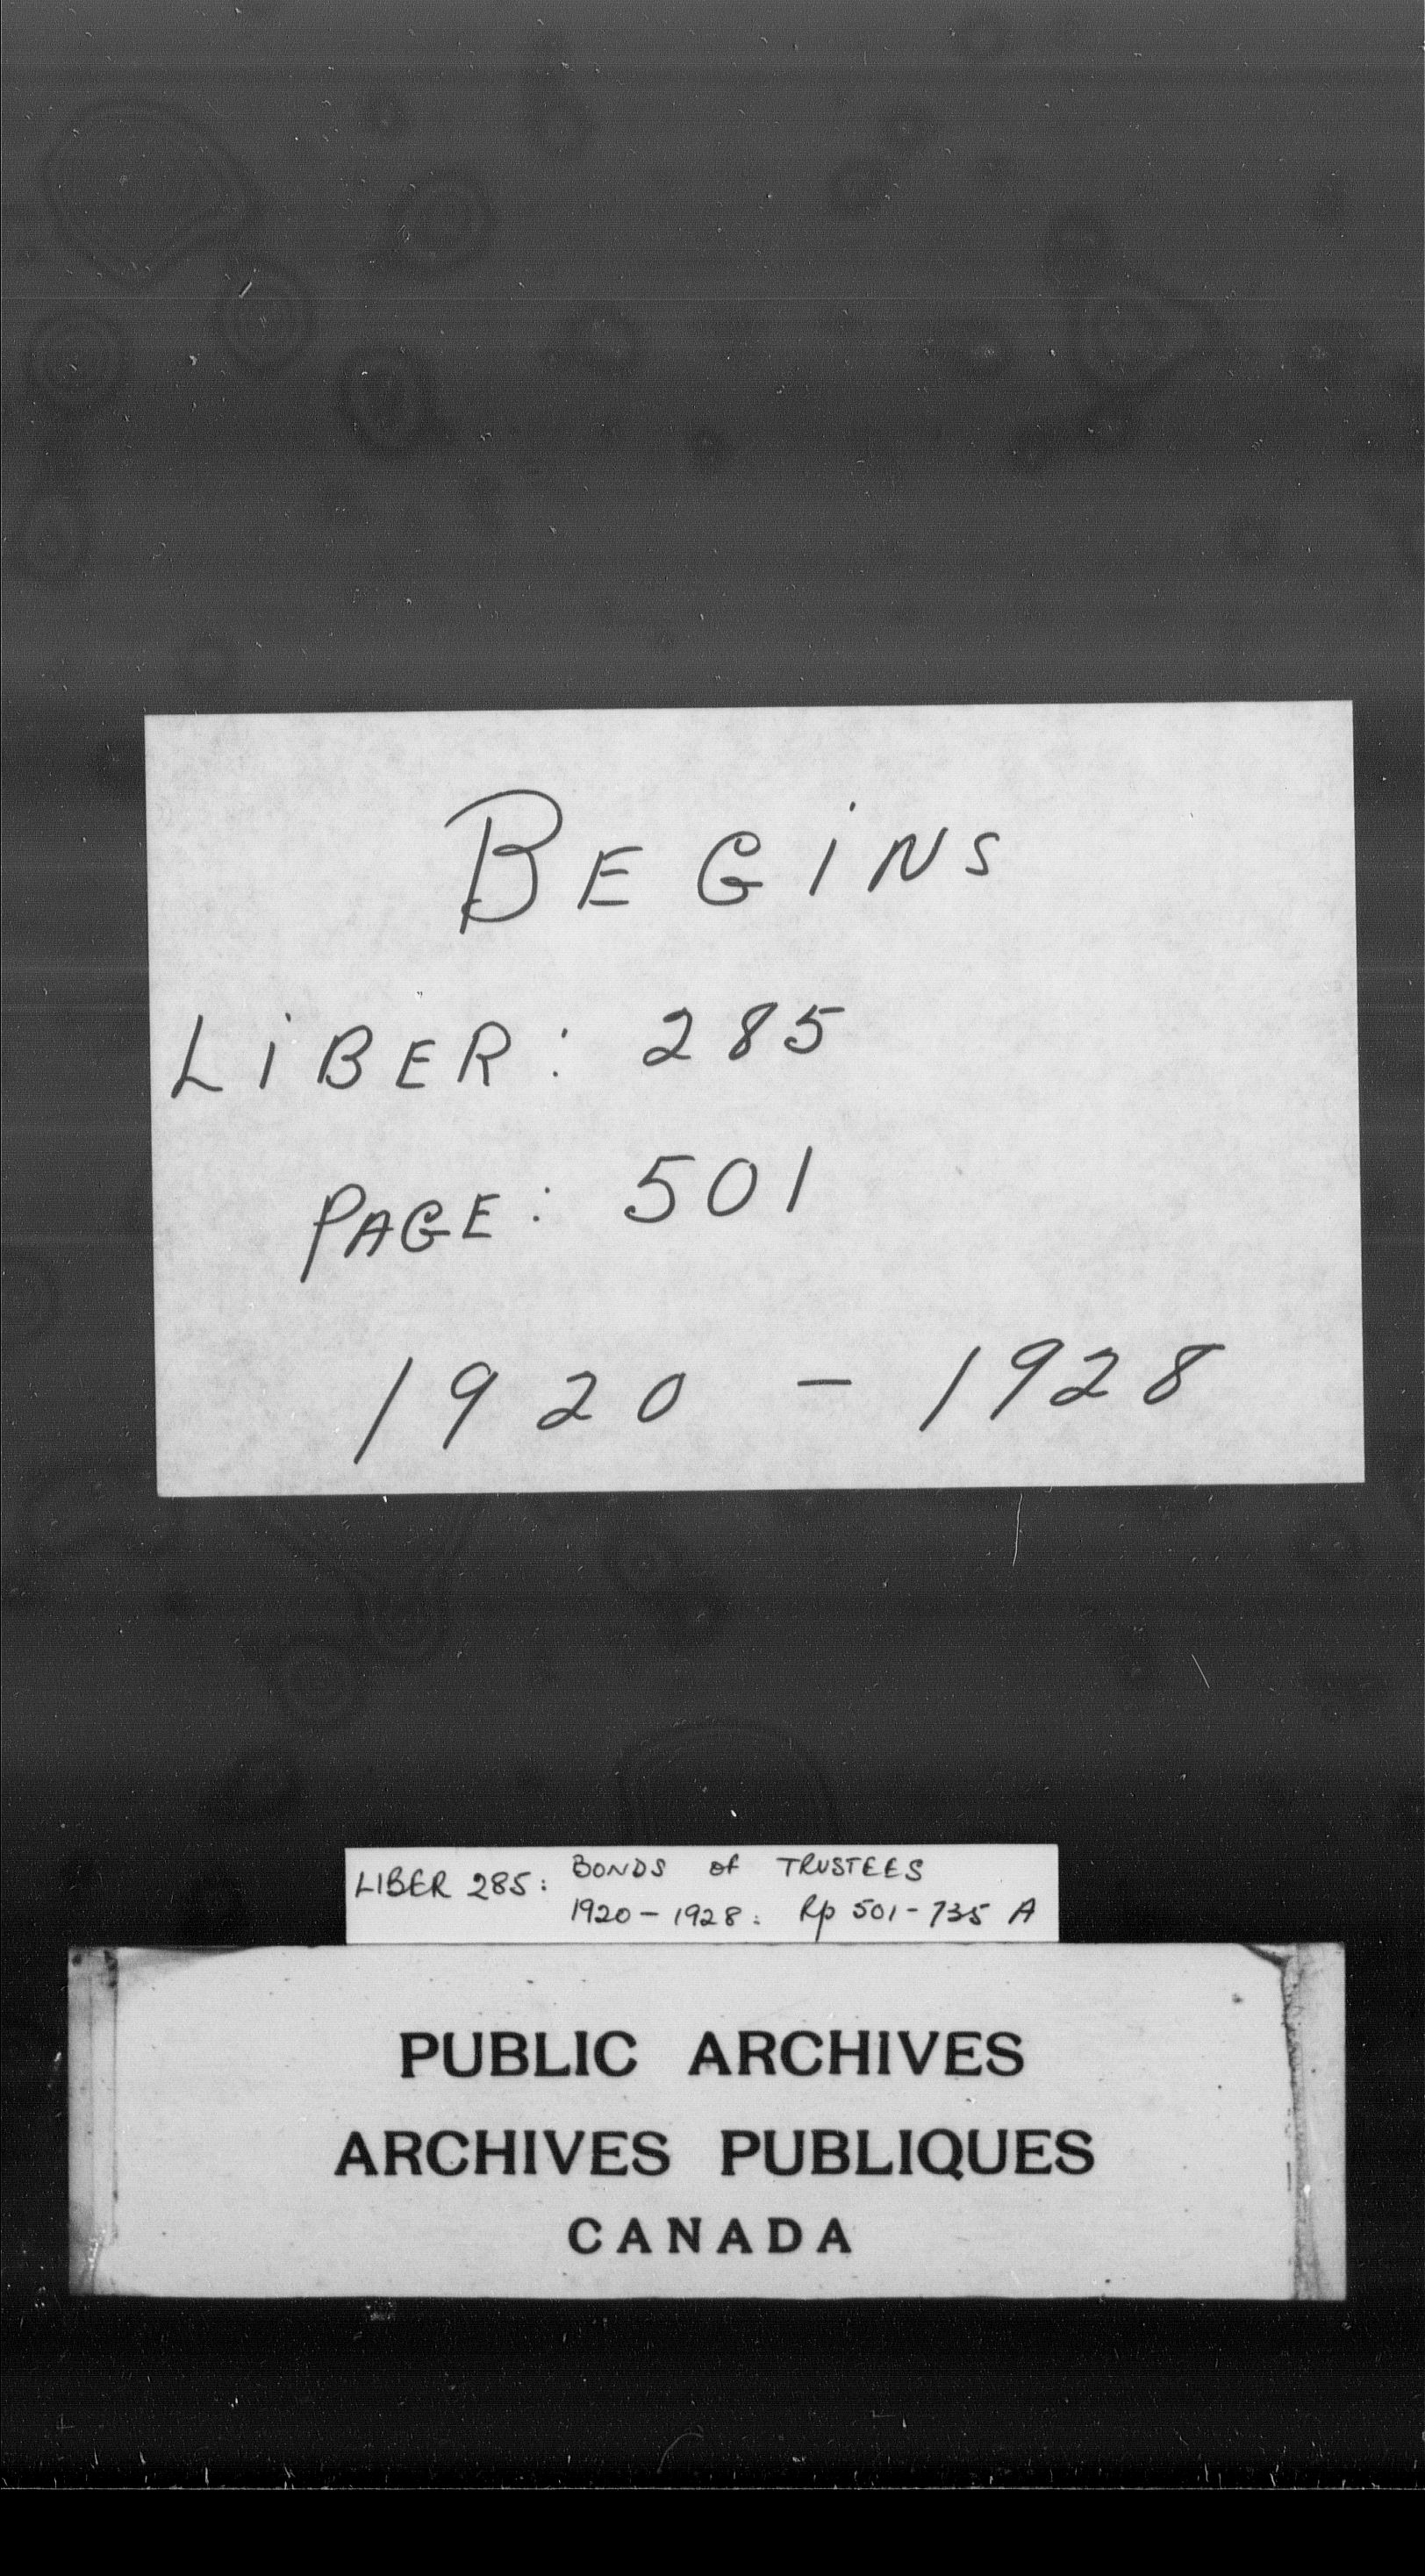 BEGiNS
LiBER: 285
PAGE: 501
1920 - 1928
LIBER 285: BONDS of TRUSTEES
1920-1928: Pp 501-735 A
PUBLIC ARCHIVES
ARCHIVES PUBLIQUES
CANADA